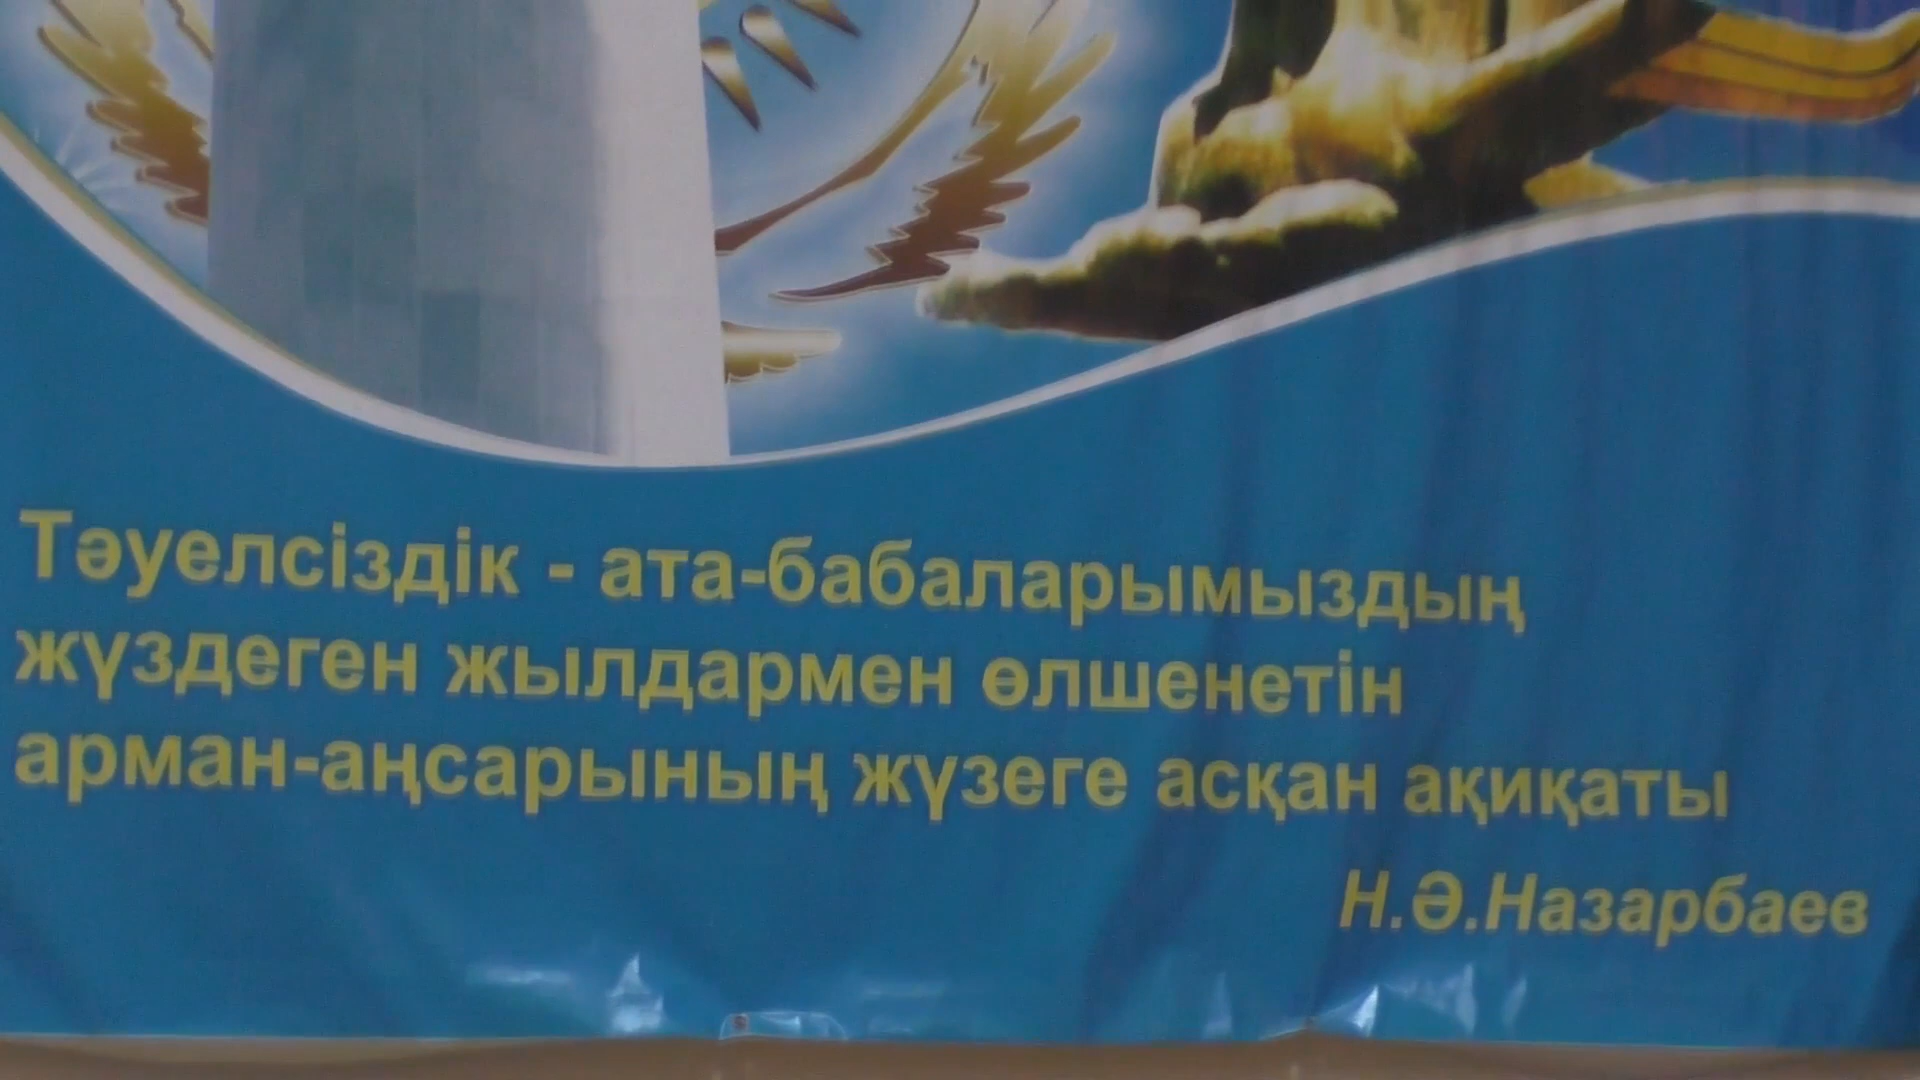 Тәуелсіздік - ата-бабаларымыздың
жүздеген жылдармен өлшенетін
арман-аңсарының жүзеге асқан ақиқаты
Н.Ә.Назарбаев